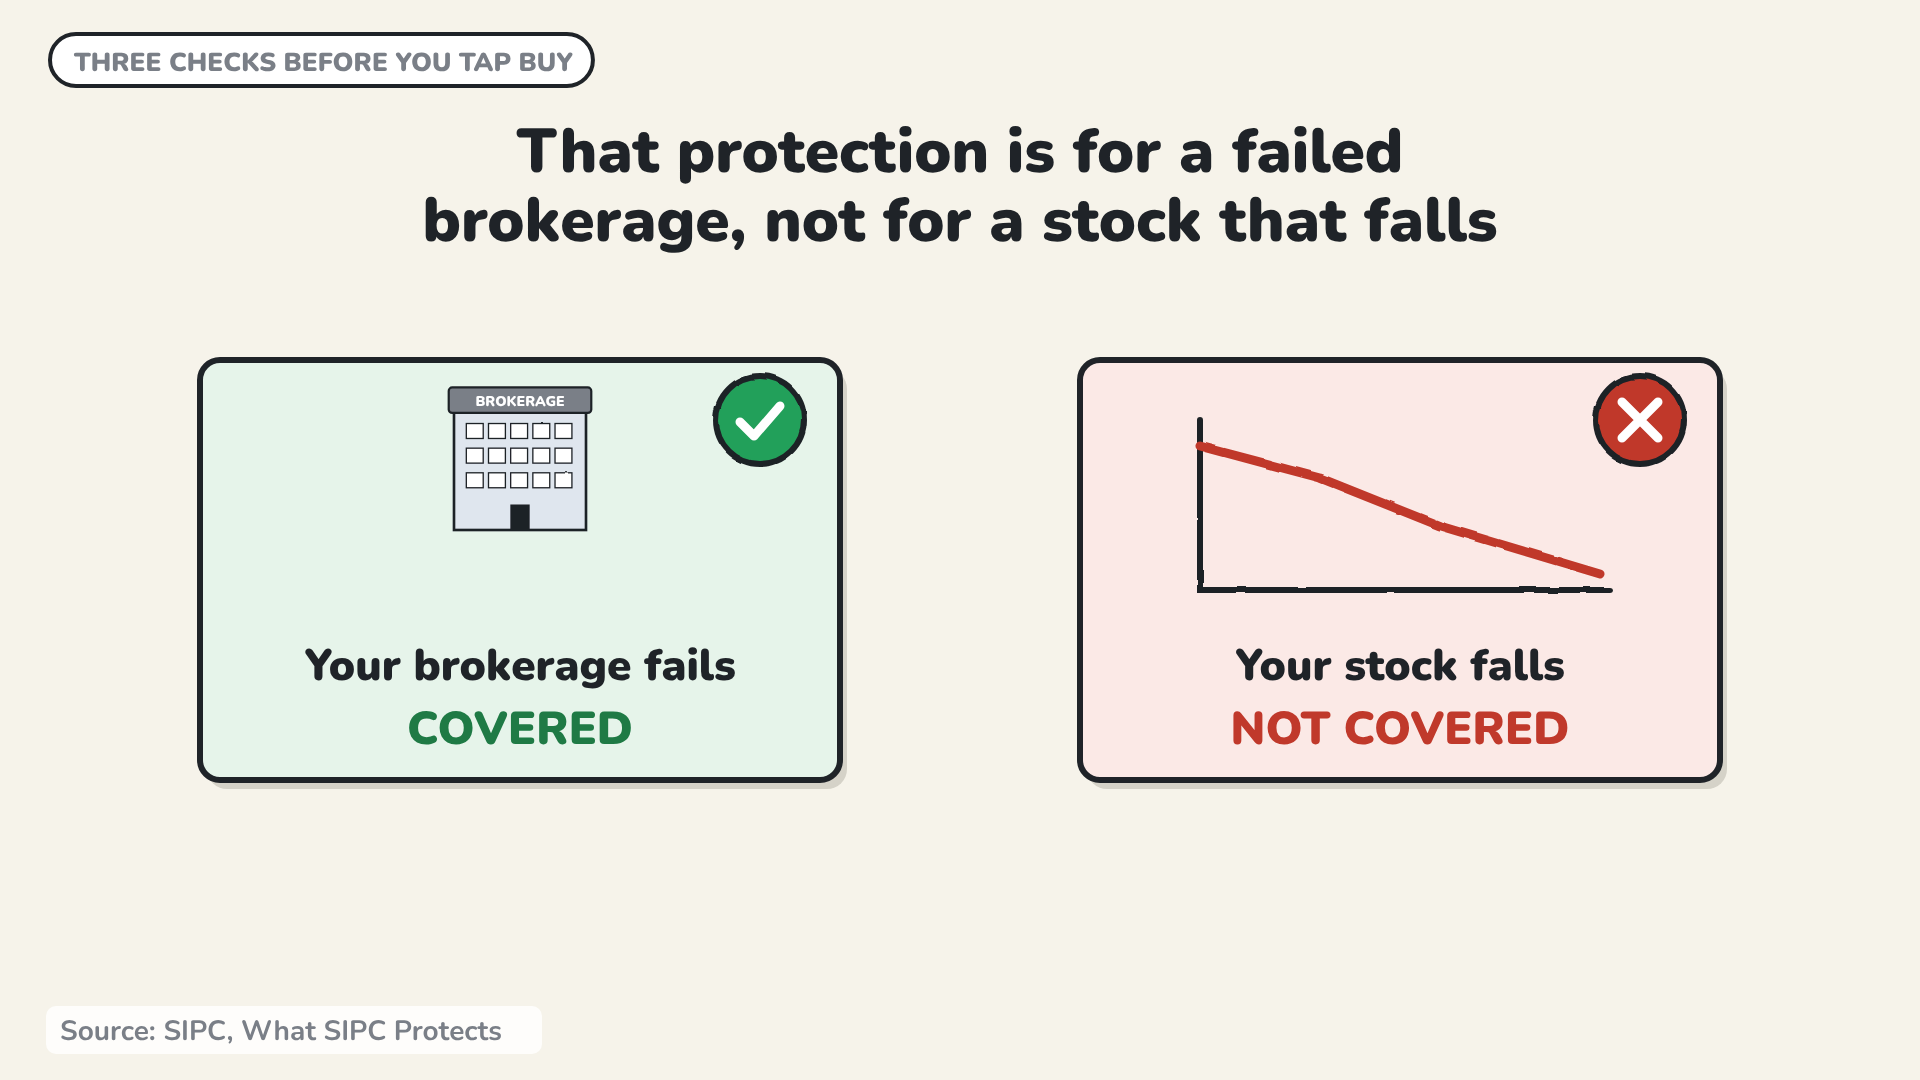 THREE CHECKS BEFORE YOU TAP BUY
That protection is for a failed
brokerage, not for a stock that falls
BROKERAGE
Your brokerage fails
COVERED
Your stock falls
NOT COVERED
Source: SIPC, What SIPC Protects